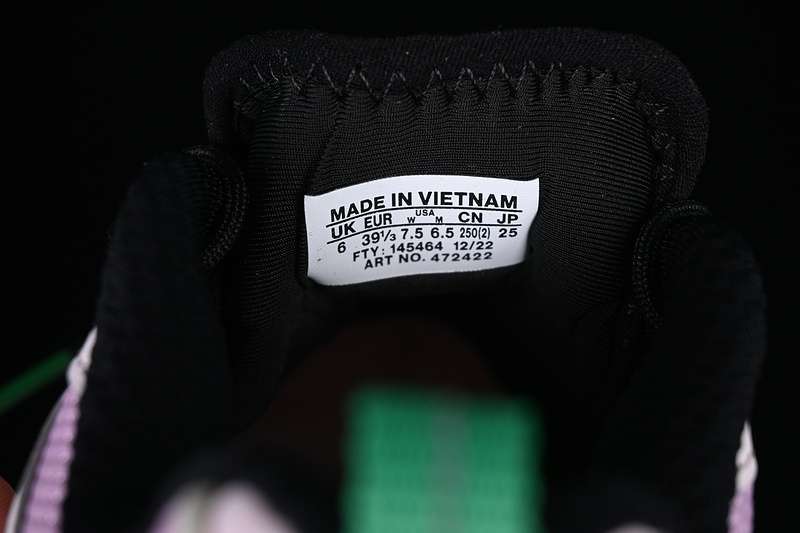 MADE IN VIETNAM
UK EUR W USA M CN JP
6 39⅓ 7.5 6.5 250(2) 25
FTY: 145464 12/22
ART NO. 472422